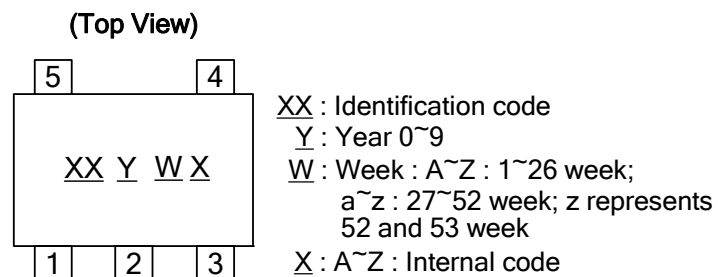 (Top View)
5 4
XX Y W X
1 2 3
XX : Identification code
Y : Year 0~9
W : Week : A~Z : 1~26 week;
a~z : 27~52 week; z represents
52 and 53 week
X : A~Z : Internal code